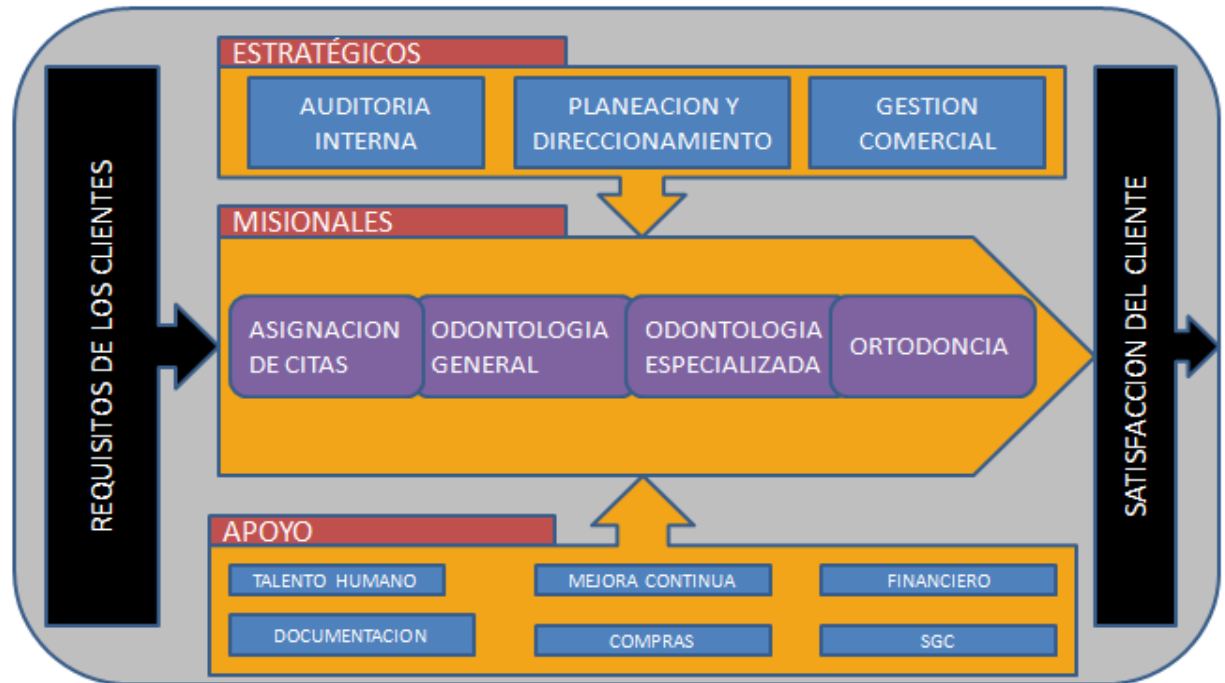 REQUISITOS DE LOS CLIENTES
ESTRATÉGICOS
AUDITORIA
INTERNA
PLANEACION Y
DIRECCIONAMIENTO
GESTION
COMERCIAL
MISIONALES
ASIGNACION
DE CITAS
ODONTOLOGIA
GENERAL
ODONTOLOGIA
ESPECIALIZADA
ORTODONCIA
APOYO
TALENTO HUMANO
MEJORA CONTINUA
FINANCIERO
DOCUMENTACION
COMPRAS
SGC
SATISFACCION DEL CLIENTE